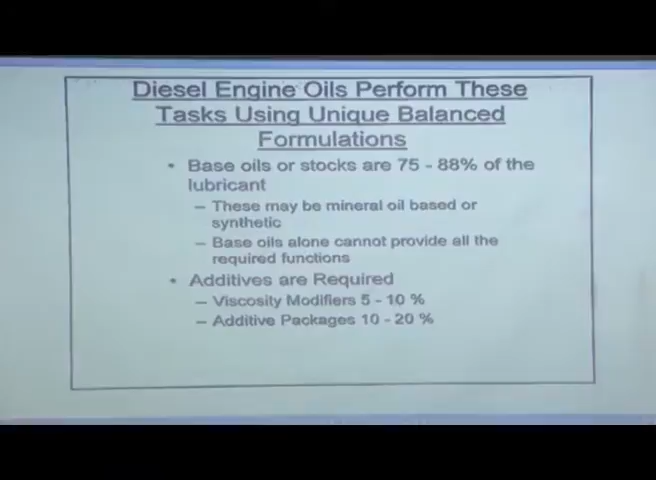 Diesel Engine Oils Perform These
Tasks Using Unique Balanced
Formulations
• Base oils or stocks are 75 - 88% of the
lubricant
– These may be mineral oil based or
synthetic
– Base oils alone cannot provide all the
required functions
• Additives are Required
– Viscosity Modifiers 5 - 10 %
– Additive Packages 10 - 20 %